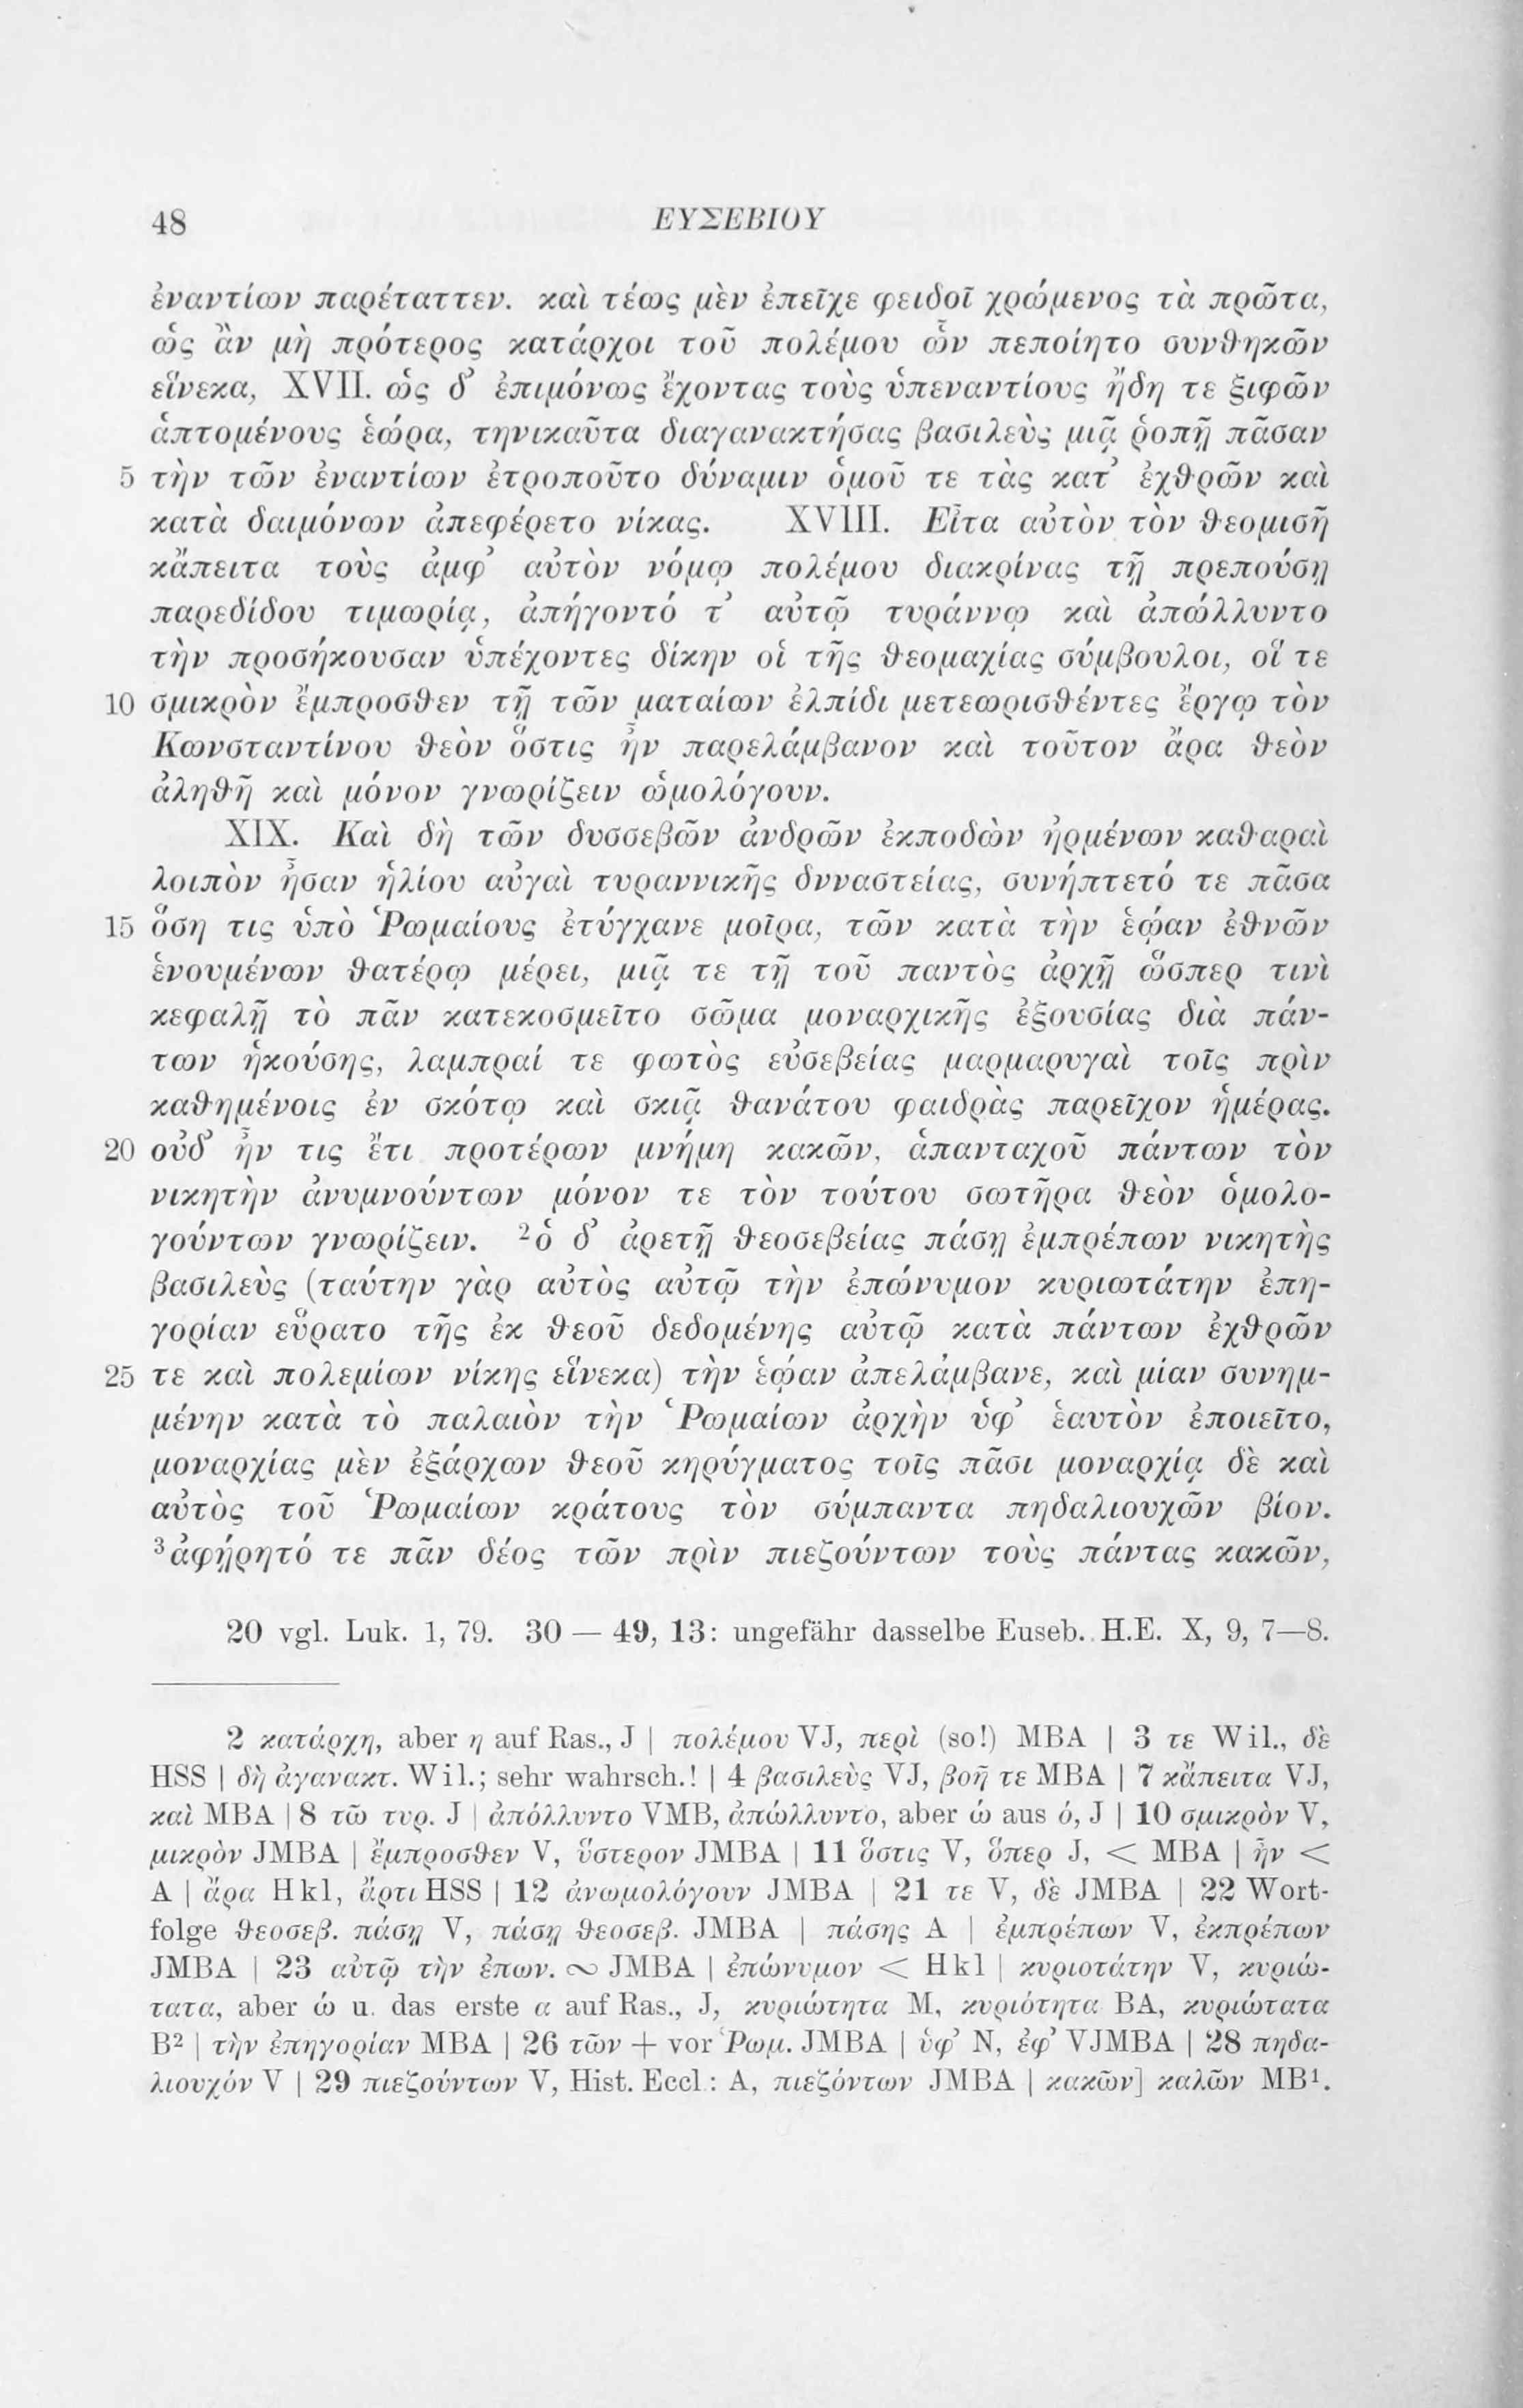 48 ΕΥΣΕΒΙΟΥ
ἐναντίων παρέταττεν. καὶ τέως μὲν ἐπεῖχε φειδοῖ χρώμενος τὰ πρῶτα,
ὡς ἂν μὴ πρότερος κατάρχοι τοῦ πολέμου ὧν πεποίητο συνθηκῶν
εἵνεκα, XVII. ὡς δ’ ἐπιμόνως ἔχοντας τοὺς ὑπεναντίους ἤδη τε ξιφῶν
ἁπτομένους ἑώρα, τηνικαῦτα διαγανακτήσας βασιλεὺς μιᾷ ῥοπῇ πᾶσαν
5 τὴν τῶν ἐναντίων ἐτροποῦτο δύναμιν ὁμοῦ τε τὰς κατ’ ἐχθρῶν καὶ
κατὰ δαιμόνων ἀπεφέρετο νίκας. XVIII. Εἶτα αὐτὸν τὸν θεομισῆ
κἄπειτα τοὺς ἀμφ’ αὐτὸν νόμῳ πολέμου διακρίνας τῇ πρεπούσῃ
παρεδίδου τιμωρίᾳ, ἀπήγοντό τ’ αὐτῷ τυράννῳ καὶ ἀπώλλυντο
τὴν προσήκουσαν ὑπέχοντες δίκην οἱ τῆς θεομαχίας σύμβουλοι, οἵ τε
10 σμικρὸν ἔμπροσθεν τῇ τῶν ματαίων ἐλπίδι μετεωρισθέντες ἔργῳ τὸν
Κωνσταντίνου θεὸν ὅστις ἦν παρελάμβανον καὶ τοῦτον ἄρα θεὸν
ἀληθῆ καὶ μόνον γνωρίζειν ὡμολόγουν.
XIX. Καὶ δὴ τῶν δυσσεβῶν ἀνδρῶν ἐκποδὼν ἠρμένων καθαραὶ
λοιπὸν ἦσαν ἡλίου αὐγαὶ τυραννικῆς δυναστείας, συνήπτετό τε πᾶσα
15 ὅση τις ὑπὸ Ῥωμαίους ἐτύγχανε μοῖρα, τῶν κατὰ τὴν ἑῴαν ἐθνῶν
ἑνουμένων θατέρῳ μέρει, μιᾷ τε τῇ τοῦ παντὸς ἀρχῇ ὥσπερ τινὶ
κεφαλῇ τὸ πᾶν κατεκοσμεῖτο σῶμα μοναρχικῆς ἐξουσίας διὰ πάν-
των ἡκούσης, λαμπραί τε φωτὸς εὐσεβείας μαρμαρυγαὶ τοῖς πρὶν
καθημένοις ἐν σκότῳ καὶ σκιᾷ θανάτου φαιδρὰς παρεῖχον ἡμέρας.
20 οὐδ’ ἦν τις ἔτι προτέρων μνήμη κακῶν, ἁπανταχοῦ πάντων τὸν
νικητὴν ἀνυμνούντων μόνον τε τὸν τούτου σωτῆρα θεὸν ὁμολο-
γούντων γνωρίζειν. ²ὁ δ’ ἀρετῇ θεοσεβείας πάσῃ ἐμπρέπων νικητὴς
βασιλεὺς (ταύτην γὰρ αὐτὸς αὑτῷ τὴν ἐπώνυμον κυριωτάτην ἐπη-
γορίαν εὕρατο τῆς ἐκ θεοῦ δεδομένης αὐτῷ κατὰ πάντων ἐχθρῶν
25 τε καὶ πολεμίων νίκης εἵνεκα) τὴν ἑῴαν ἀπελάμβανε, καὶ μίαν συνημ-
μένην κατὰ τὸ παλαιὸν τὴν Ῥωμαίων ἀρχὴν ὑφ’ ἑαυτὸν ἐποιεῖτο,
μοναρχίας μὲν ἐξάρχων θεοῦ κηρύγματος τοῖς πᾶσι μοναρχίᾳ δὲ καὶ
αὐτὸς τοῦ Ῥωμαίων κράτους τὸν σύμπαντα πηδαλιουχῶν βίον.
³ἀφῄρητό τε πᾶν δέος τῶν πρὶν πιεζούντων τοὺς πάντας κακῶν,
20 vgl. Luk. 1, 79. 30 — 49, 13: ungefähr dasselbe Euseb. H.E. X, 9, 7—8.
2 κατάρχη, aber η auf Ras., J | πολέμου VJ, περὶ (so!) MBA | 3 τε Wil., δὲ
HSS | δὴ ἀγανακτ. Wil.; sehr wahrsch.! | 4 βασιλεὺς VJ, βοῆ τε MBA | 7 κἄπειτα VJ,
καὶ MBA | 8 τῶ τυρ. J | ἀπόλλυντο VMB, ἀπώλλυντο, aber ώ aus ό, J | 10 σμικρὸν V,
μικρὸν JMBA | ἔμπροσθεν V, ὕστερον JMBA | 11 ὅστις V, ὅπερ J, < MBA | ἦν <
A | ἄρα Hkl, ἄρτι HSS | 12 ἀνωμολόγουν JMBA | 21 τε V, δὲ JMBA | 22 Wort-
folge θεοσεβ. πάσῃ V, πάσῃ θεοσεβ. JMBA | πάσης A | ἐμπρέπων V, ἐκπρέπων
JMBA | 23 αὐτῷ τὴν ἐπων. ∾ JMBA | ἐπώνυμον < Hkl | κυριοτάτην V, κυριώ-
τατα, aber ώ u. das erste α auf Ras., J, κυριώτητα M, κυριότητα BA, κυριώτατα
B² | τὴν ἐπηγορίαν MBA | 26 τῶν + vor Ῥωμ. JMBA | ὑφ’ N, ἐφ’ VJMBA | 28 πηδα-
λιουχόν V | 29 πιεζούντων V, Hist. Eccl.: A, πιεζόντων JMBA | κακῶν] καλῶν MB¹.